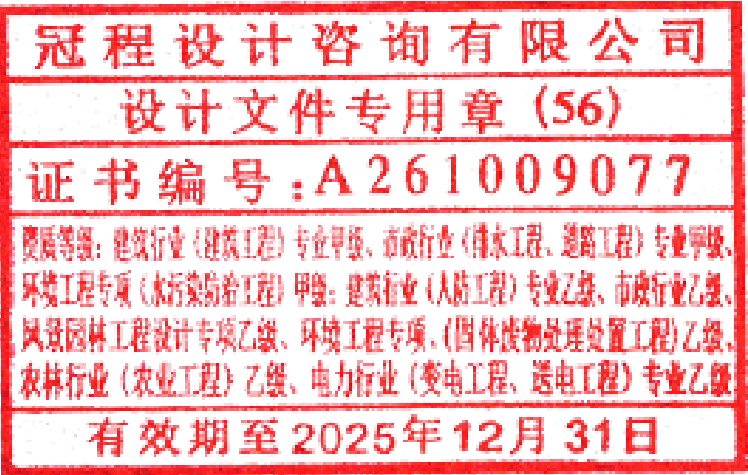 冠程设计咨询有限公司
设计文件专用章(56)
证书编号:A261009077
资质等级：建筑行业（建筑工程）专业甲级、市政行业（排水工程、道路工程）专业甲级、
环境工程专项（水污染防治工程）甲级；建筑行业（人防工程）专业乙级、市政行业乙级、
风景园林工程设计专项乙级、环境工程专项、(固体废物处理处置工程)乙级、
农林行业（农业工程）乙级、电力行业（变电工程、送电工程）专业乙级
有效期至2025年12月31日